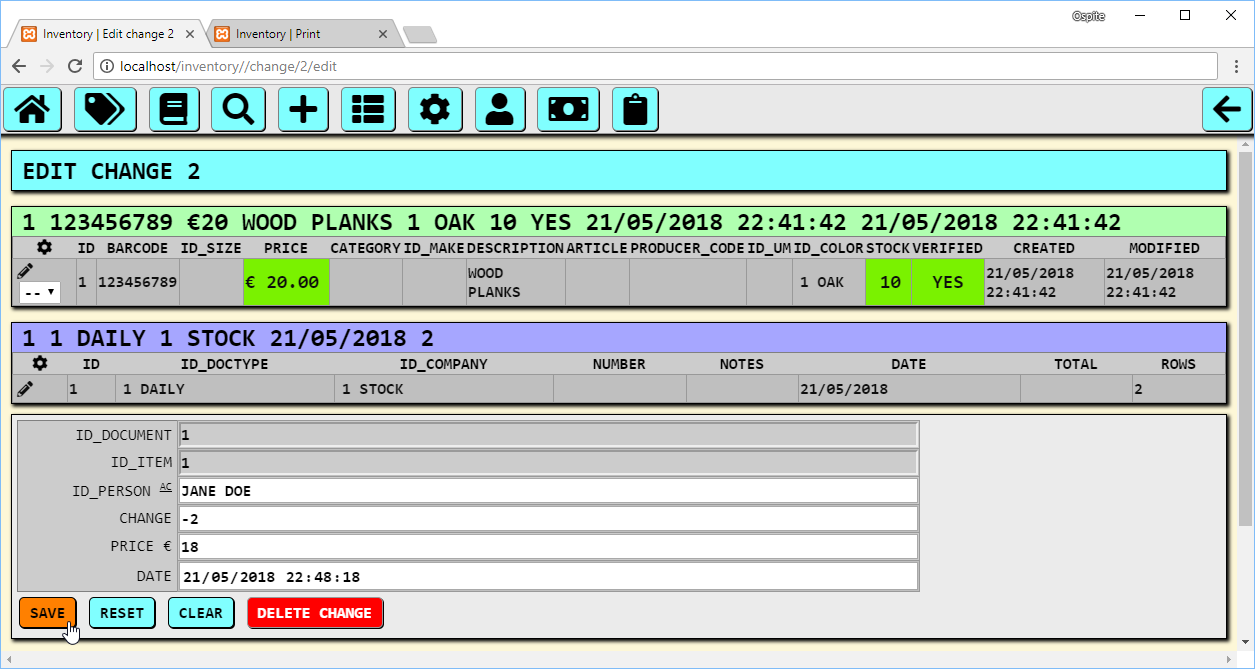 Ospite
Inventory | Edit change 2
Inventory | Print
localhost/inventory//change/2/edit
EDIT CHANGE 2
1 123456789 €20 WOOD PLANKS 1 OAK 10 YES 21/05/2018 22:41:42 21/05/2018 22:41:42
ID BARCODE ID_SIZE PRICE CATEGORY ID_MAKE DESCRIPTION ARTICLE PRODUCER_CODE ID_UM ID_COLOR STOCK VERIFIED CREATED MODIFIED
1 123456789 € 20.00 WOOD PLANKS 1 OAK 10 YES 21/05/2018 22:41:42 21/05/2018 22:41:42
--
1 1 DAILY 1 STOCK 21/05/2018 2
ID ID_DOCTYPE ID_COMPANY NUMBER NOTES DATE TOTAL ROWS
1 1 DAILY 1 STOCK 21/05/2018 2
ID_DOCUMENT 1
ID_ITEM 1
ID_PERSON AC JANE DOE
CHANGE -2
PRICE € 18
DATE 21/05/2018 22:48:18
SAVE RESET CLEAR DELETE CHANGE